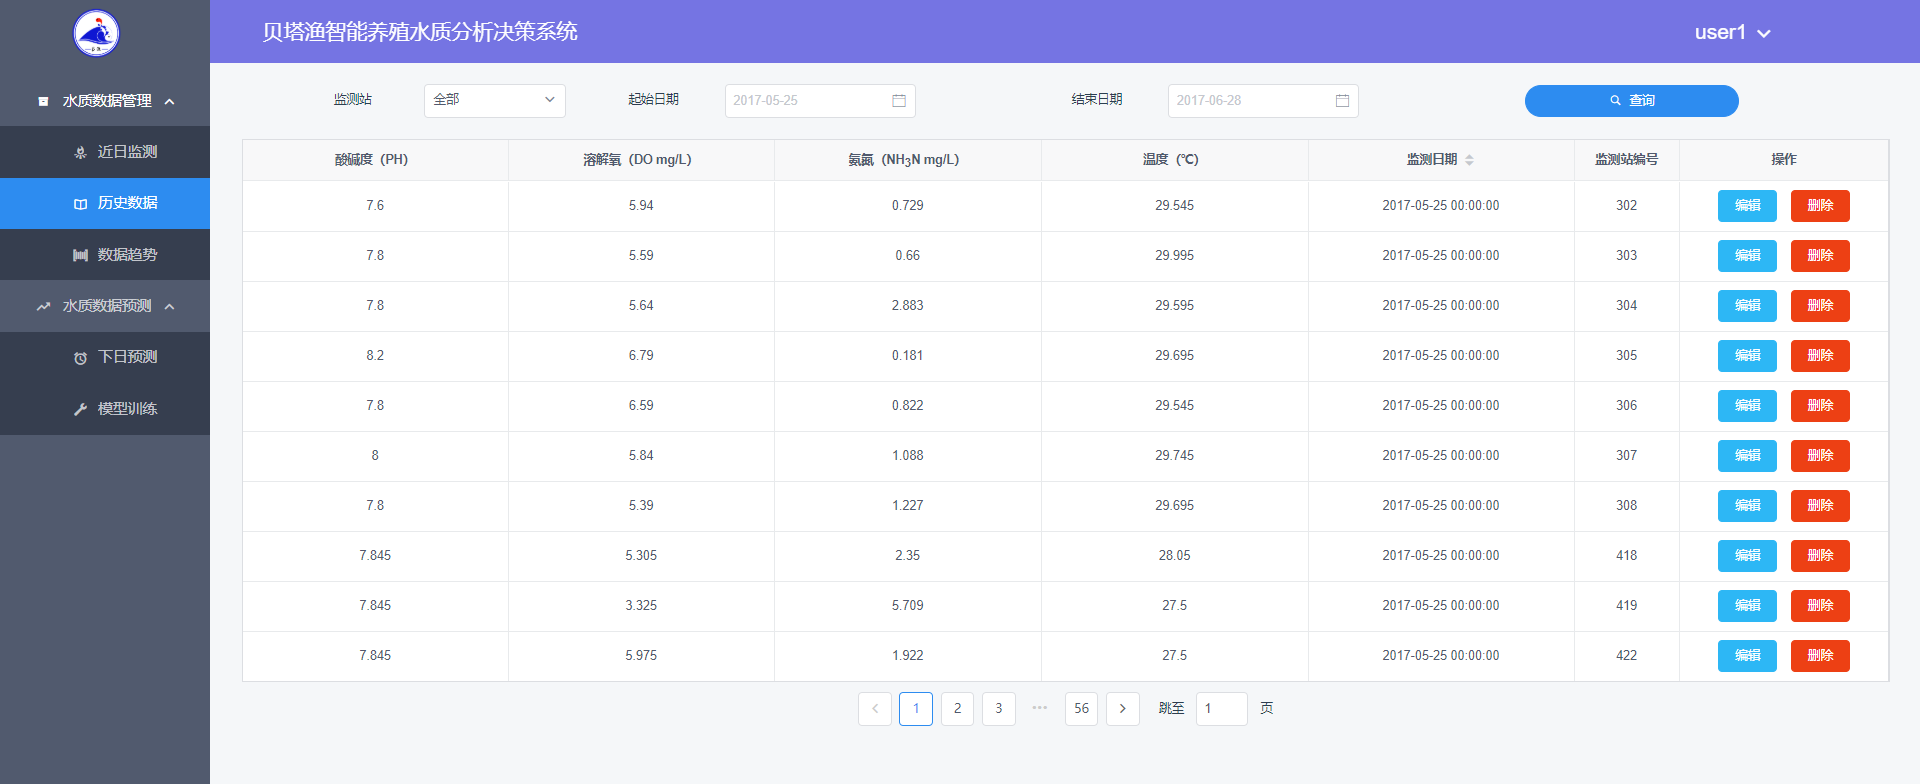 贝塔渔智能养殖水质分析决策系统
user1
水质数据管理
近日监测
历史数据
数据趋势
水质数据预测
下日预测
模型训练
监测站 全部 起始日期 2017-05-25 结束日期 2017-06-28 查询
酸碱度（PH） 溶解氧（DO mg/L） 氨氮（NH3N mg/L） 温度（℃） 监测日期 监测站编号 操作
7.6 5.94 0.729 29.545 2017-05-25 00:00:00 302 编辑 删除
7.8 5.59 0.66 29.995 2017-05-25 00:00:00 303 编辑 删除
7.8 5.64 2.883 29.595 2017-05-25 00:00:00 304 编辑 删除
8.2 6.79 0.181 29.695 2017-05-25 00:00:00 305 编辑 删除
7.8 6.59 0.822 29.545 2017-05-25 00:00:00 306 编辑 删除
8 5.84 1.088 29.745 2017-05-25 00:00:00 307 编辑 删除
7.8 5.39 1.227 29.695 2017-05-25 00:00:00 308 编辑 删除
7.845 5.305 2.35 28.05 2017-05-25 00:00:00 418 编辑 删除
7.845 3.325 5.709 27.5 2017-05-25 00:00:00 419 编辑 删除
7.845 5.975 1.922 27.5 2017-05-25 00:00:00 422 编辑 删除
1 2 3 ••• 56 跳至 1 页